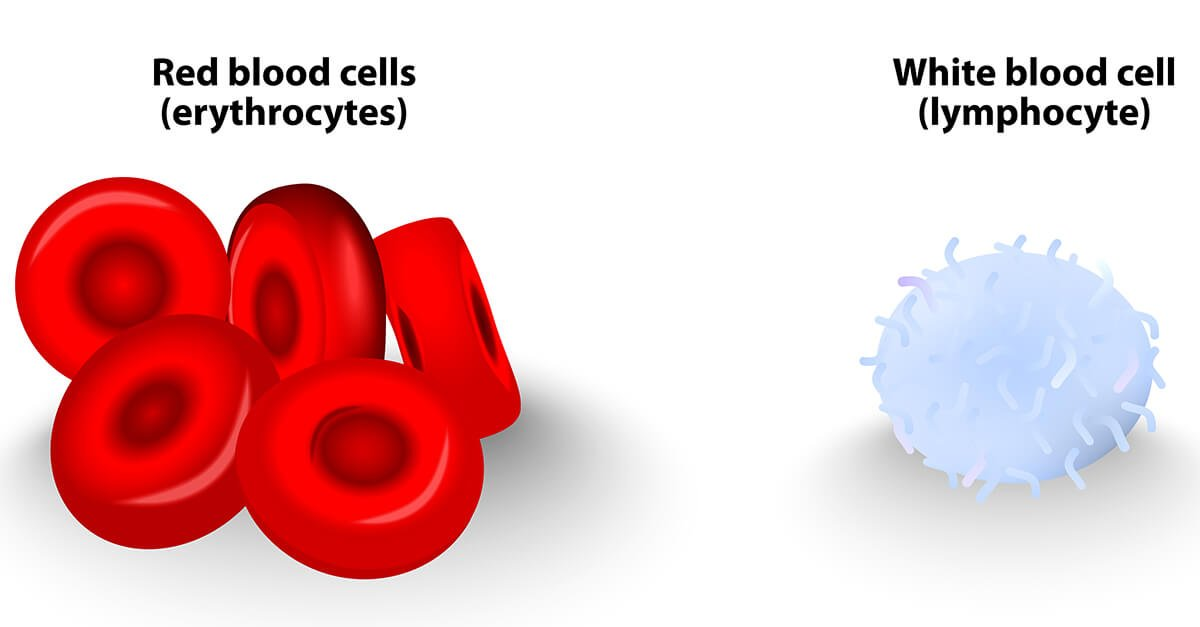 Red blood cells
(erythrocytes)
White blood cell
(lymphocyte)